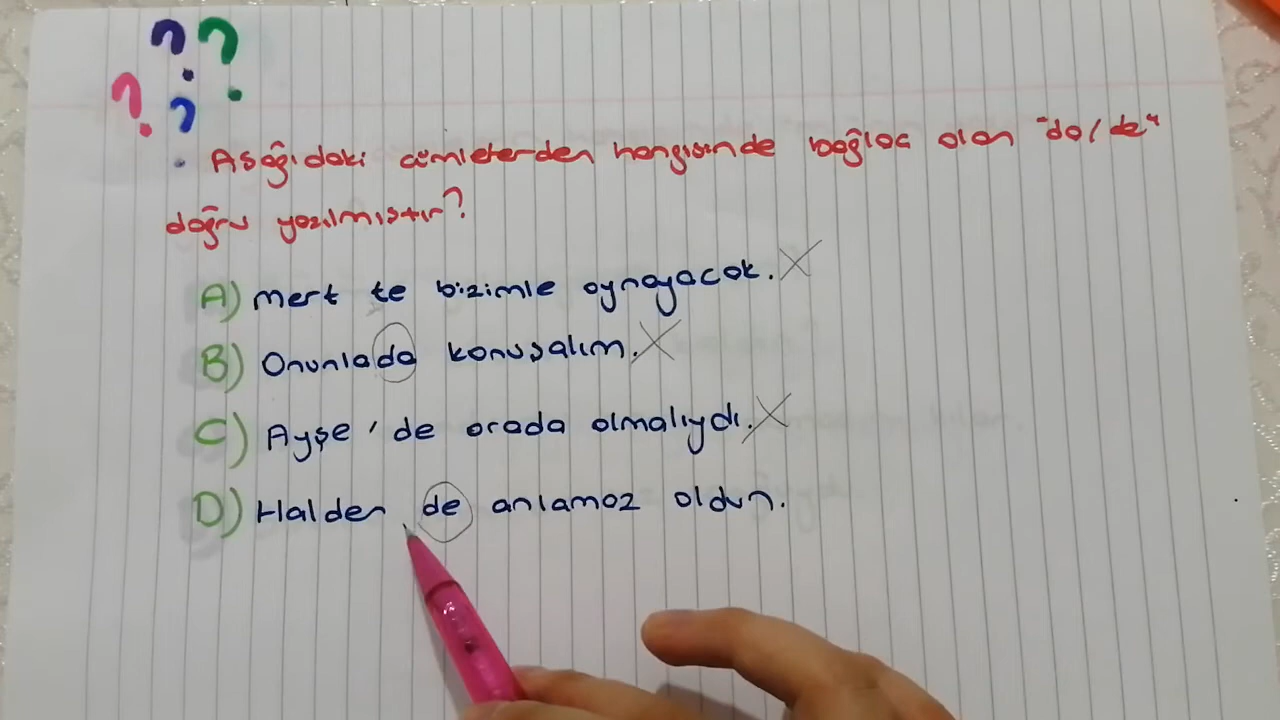 ? ?
? ?
Aşağıdaki cümlelerden hangisinde bağlaç olan "da/de"
doğru yazılmıştır?
A) Mert te bizimle oynayacak. X
B) Onunlada konuşalım. X
C) Ayşe 'de orada olmalıydı. X
D) Halden de anlamaz oldun.